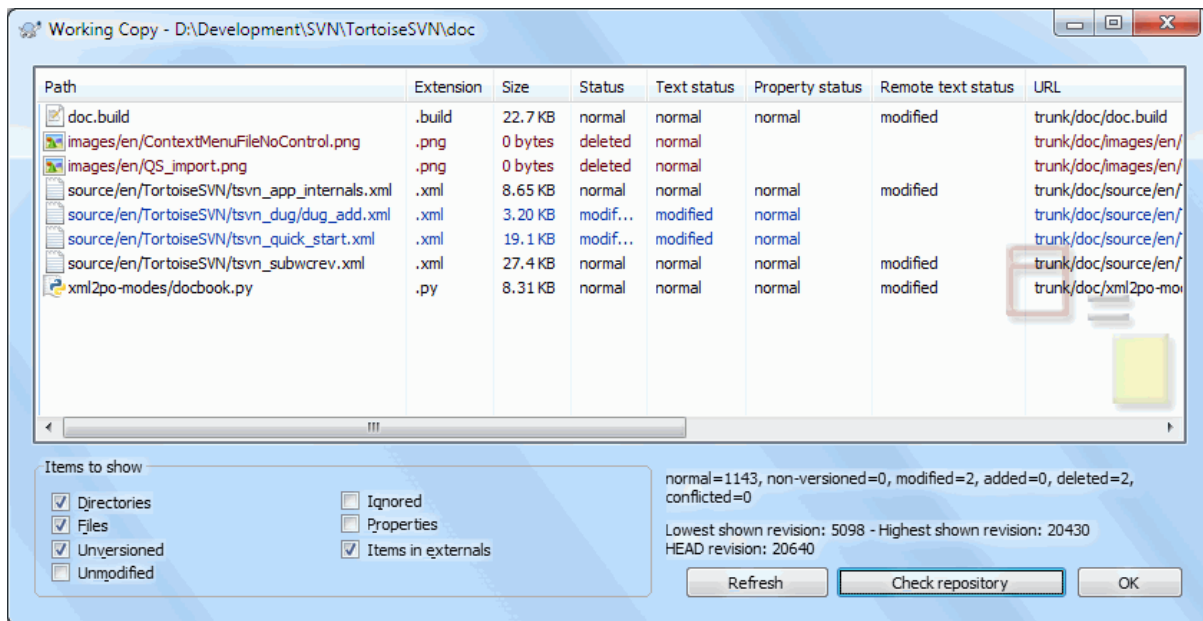 Working Copy - D:\Development\SVN\TortoiseSVN\doc
Path Extension Size Status Text status Property status Remote text status URL
doc.build .build 22.7 KB normal normal normal modified trunk/doc/doc.build
images/en/ContextMenuFileNoControl.png .png 0 bytes deleted normal trunk/doc/images/en/
images/en/QS_import.png .png 0 bytes deleted normal trunk/doc/images/en/
source/en/TortoiseSVN/tsvn_app_internals.xml .xml 8.65 KB normal normal normal modified trunk/doc/source/en/
source/en/TortoiseSVN/tsvn_dug/dug_add.xml .xml 3.20 KB modif... modified normal trunk/doc/source/en/
source/en/TortoiseSVN/tsvn_quick_start.xml .xml 19.1 KB modif... modified normal trunk/doc/source/en/
source/en/TortoiseSVN/tsvn_subwcrev.xml .xml 27.4 KB normal normal normal modified trunk/doc/source/en/
xml2po-modes/docbook.py .py 8.31 KB normal normal normal modified trunk/doc/xml2po-mo
Items to show
Directories Ignored
Files Properties
Unversioned Items in externals
Unmodified
normal=1143, non-versioned=0, modified=2, added=0, deleted=2,
conflicted=0
Lowest shown revision: 5098 - Highest shown revision: 20430
HEAD revision: 20640
Refresh Check repository OK